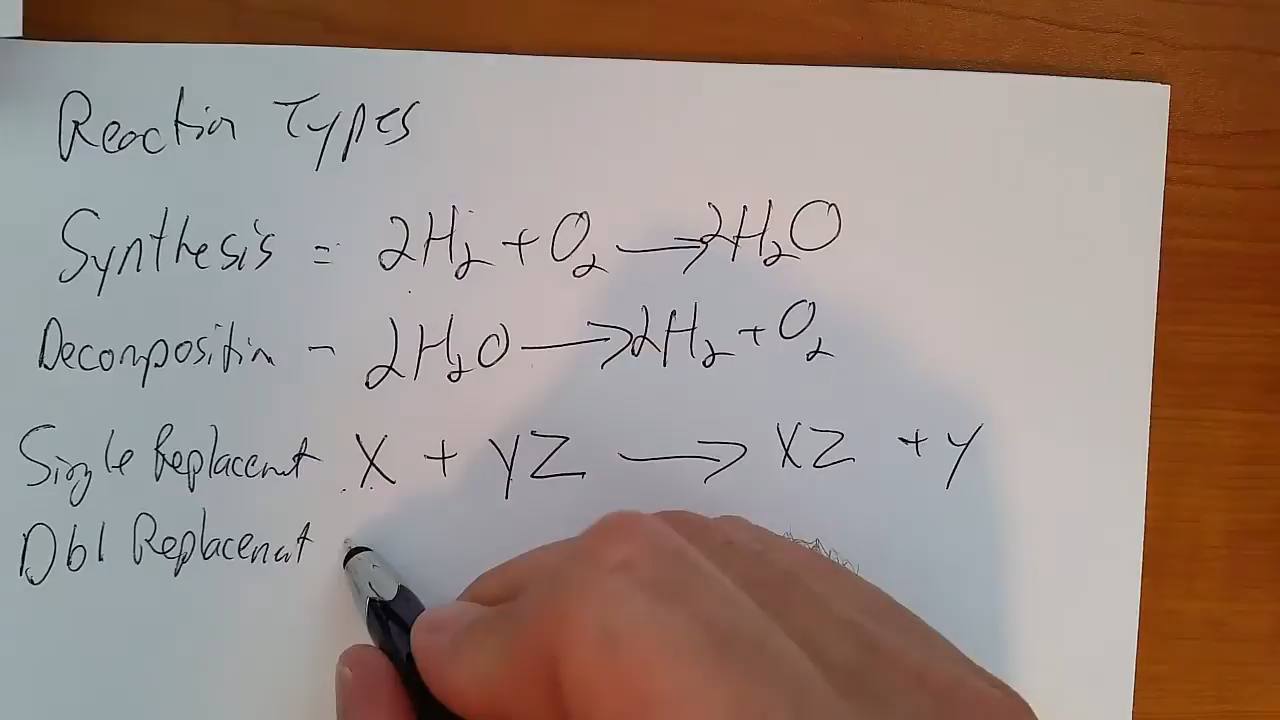 Reaction Types
Synthesis = 2H₂ + O₂ → 2H₂O
Decomposition - 2H₂O → 2H₂ + O₂
Single Replacement X + YZ → XZ + Y
Dbl Replacement